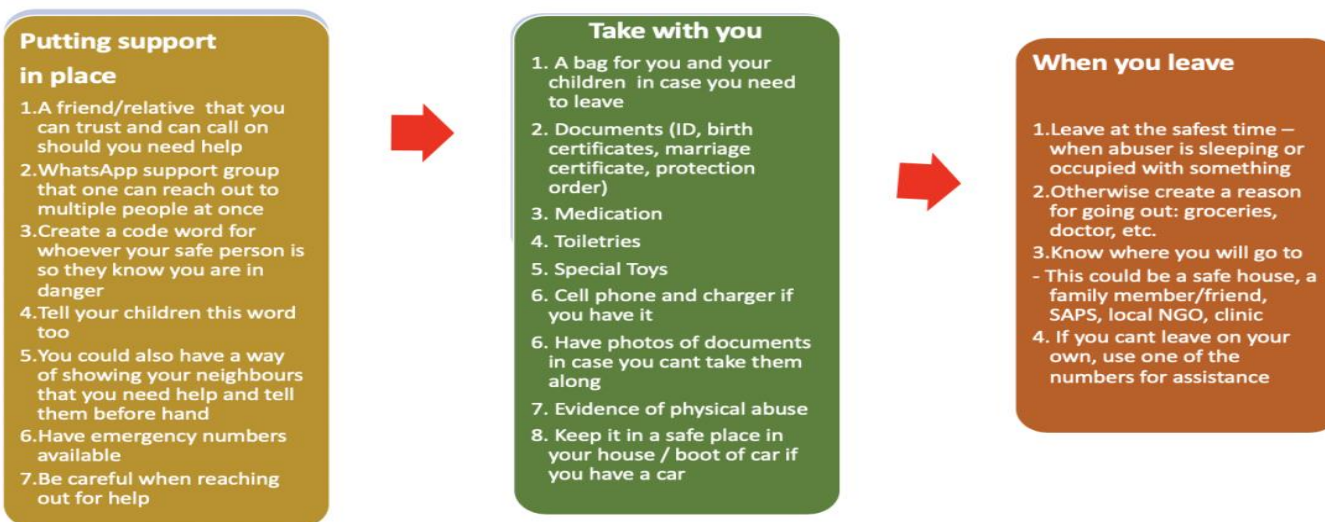 Putting support
in place
1.A friend/relative that you
can trust and can call on
should you need help
2.WhatsApp support group
that one can reach out to
multiple people at once
3.Create a code word for
whoever your safe person is
so they know you are in
danger
4.Tell your children this word
too
5.You could also have a way
of showing your neighbours
that you need help and tell
them before hand
6.Have emergency numbers
available
7.Be careful when reaching
out for help
Take with you
1. A bag for you and your
children in case you need
to leave
2. Documents (ID, birth
certificates, marriage
certificate, protection
order)
3. Medication
4. Toiletries
5. Special Toys
6. Cell phone and charger if
you have it
6. Have photos of documents
in case you cant take them
along
7. Evidence of physical abuse
8. Keep it in a safe place in
your house / boot of car if
you have a car
When you leave
1.Leave at the safest time –
when abuser is sleeping or
occupied with something
2.Otherwise create a reason
for going out: groceries,
doctor, etc.
3.Know where you will go to
- This could be a safe house, a
family member/friend,
SAPS, local NGO, clinic
4. If you cant leave on your
own, use one of the
numbers for assistance